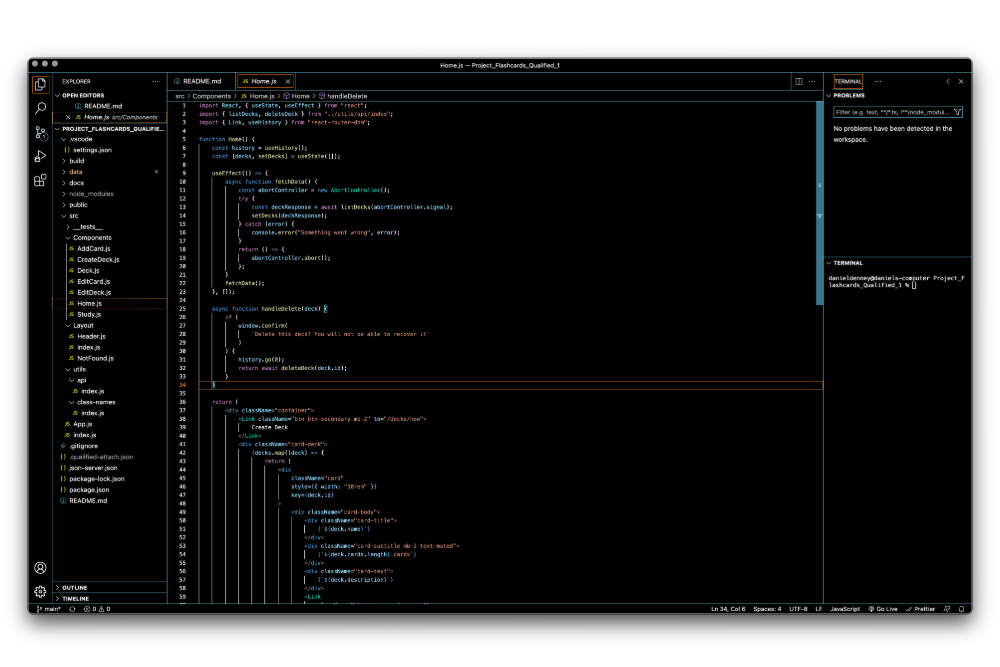 Home.js — Project_Flashcards_Qualified_1
EXPLORER
OPEN EDITORS
README.md
Home.js src/Components
PROJECT_FLASHCARDS_QUALIFIE...
.vscode
settings.json
build
data
docs
node_modules
public
src
__tests__
Components
AddCard.js
CreateDeck.js
Deck.js
EditCard.js
EditDeck.js
Home.js
Study.js
Layout
Header.js
index.js
NotFound.js
utils
api
index.js
class-names
index.js
App.js
index.js
.gitignore
.qualified-attach.json
json-server.json
package-lock.json
package.json
README.md
OUTLINE
TIMELINE
README.md
JS Home.js
src > Components > JS Home.js > Home > handleDelete
1 import React, { useState, useEffect } from "react";
2 import { listDecks, deleteDeck } from "../utils/api/index";
3 import { Link, useHistory } from "react-router-dom";
4
5 function Home() {
6 const history = useHistory();
7 const [decks, setDecks] = useState([]);
8
9 useEffect(() => {
10 async function fetchData() {
11 const abortController = new AbortController();
12 try {
13 const deckResponse = await listDecks(abortController.signal);
14 setDecks(deckResponse);
15 } catch (error) {
16 console.error("Something went wrong", error);
17 }
18 return () => {
19 abortController.abort();
20 };
21 }
22 fetchData();
23 }, []);
24
25 async function handleDelete(deck) {
26 if (
27 window.confirm(
28 `Delete this deck? You will not be able to recover it`
29 )
30 ) {
31 history.go(0);
32 return await deleteDeck(deck.id);
33 }
34 }
35
36 return (
37 <div className="container">
38 <Link className="btn btn-secondary mb-2" to="/decks/new">
39 Create Deck
40 </Link>
41 <div className="card-deck">
42 {decks.map((deck) => {
43 return (
44 <div
45 className="card"
46 style={{ width: "30rem" }}
47 key={deck.id}
48 >
49 <div className="card-body">
50 <div className="card-title">
51 {`${deck.name}`}
52 </div>
53 <div className="card-subtitle mb-2 text-muted">
54 {`${deck.cards.length} cards`}
55 </div>
56 <div className="card-text">
57 {`${deck.description}`}
58 </div>
59 <Link
TERMINAL
PROBLEMS
Filter (e.g. text, **/*.ts, !**/node_modul...
No problems have been detected in the
workspace.
TERMINAL
danieldenney@daniels-computer Project_F
lashcards_Qualified_1 %
main* 0 0 Ln 34, Col 6 Spaces: 4 UTF-8 LF JavaScript Go Live Prettier